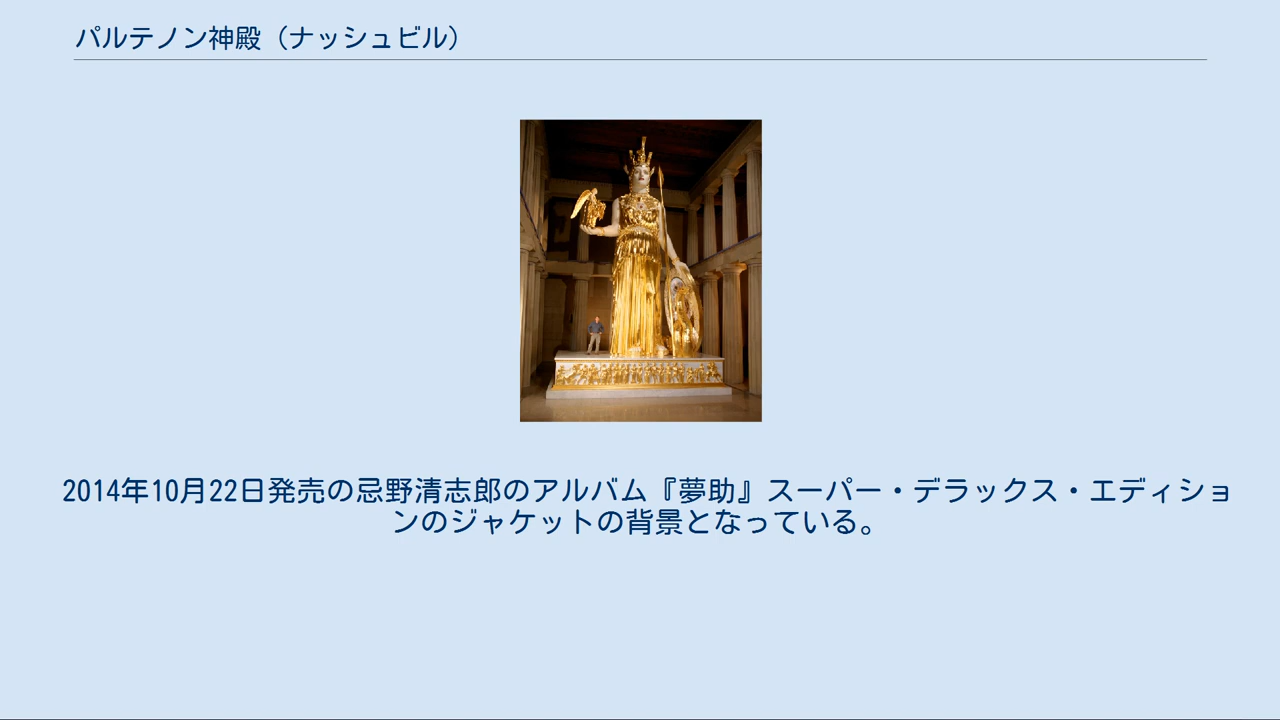 パルテノン神殿（ナッシュビル）
2014年10月22日発売の忌野清志郎のアルバム『夢助』スーパー・デラックス・エディショ
ンのジャケットの背景となっている。